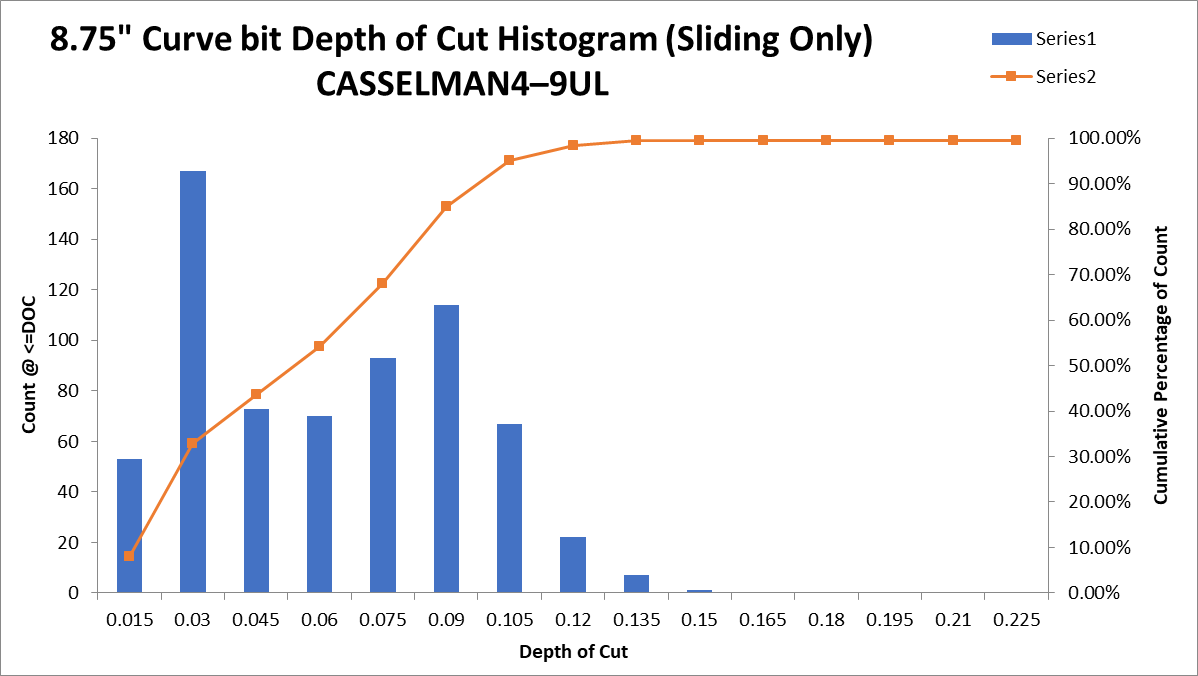 8.75" Curve bit Depth of Cut Histogram (Sliding Only)
CASSELMAN4–9UL
Series1
Series2
180
160
140
120
100
80
60
40
20
0
Count @ <=DOC
100.00%
90.00%
80.00%
70.00%
60.00%
50.00%
40.00%
30.00%
20.00%
10.00%
0.00%
Cumulative Percentage of Count
0.015 0.03 0.045 0.06 0.075 0.09 0.105 0.12 0.135 0.15 0.165 0.18 0.195 0.21 0.225
Depth of Cut